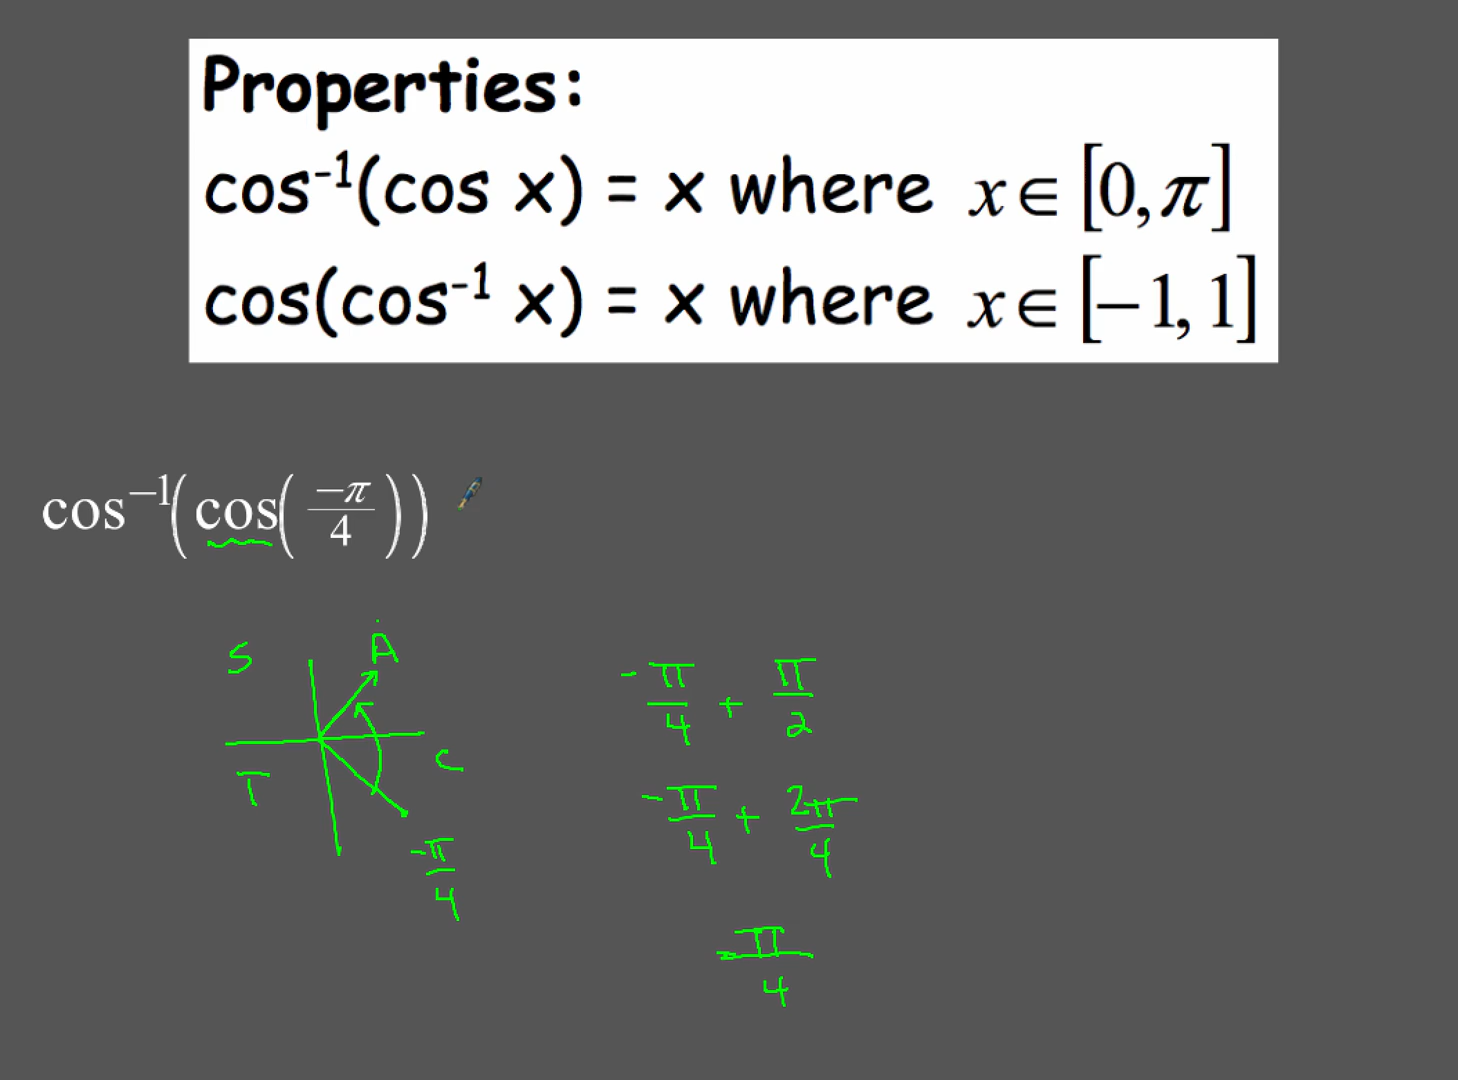 Properties:
cos⁻¹(cos x) = x where x ∈ [0, π]
cos(cos⁻¹ x) = x where x ∈ [−1, 1]
cos⁻¹(cos(−π/4))
S A
T C
-π/4
-π/4 + π/2
-π/4 + 2π/4
= π/4